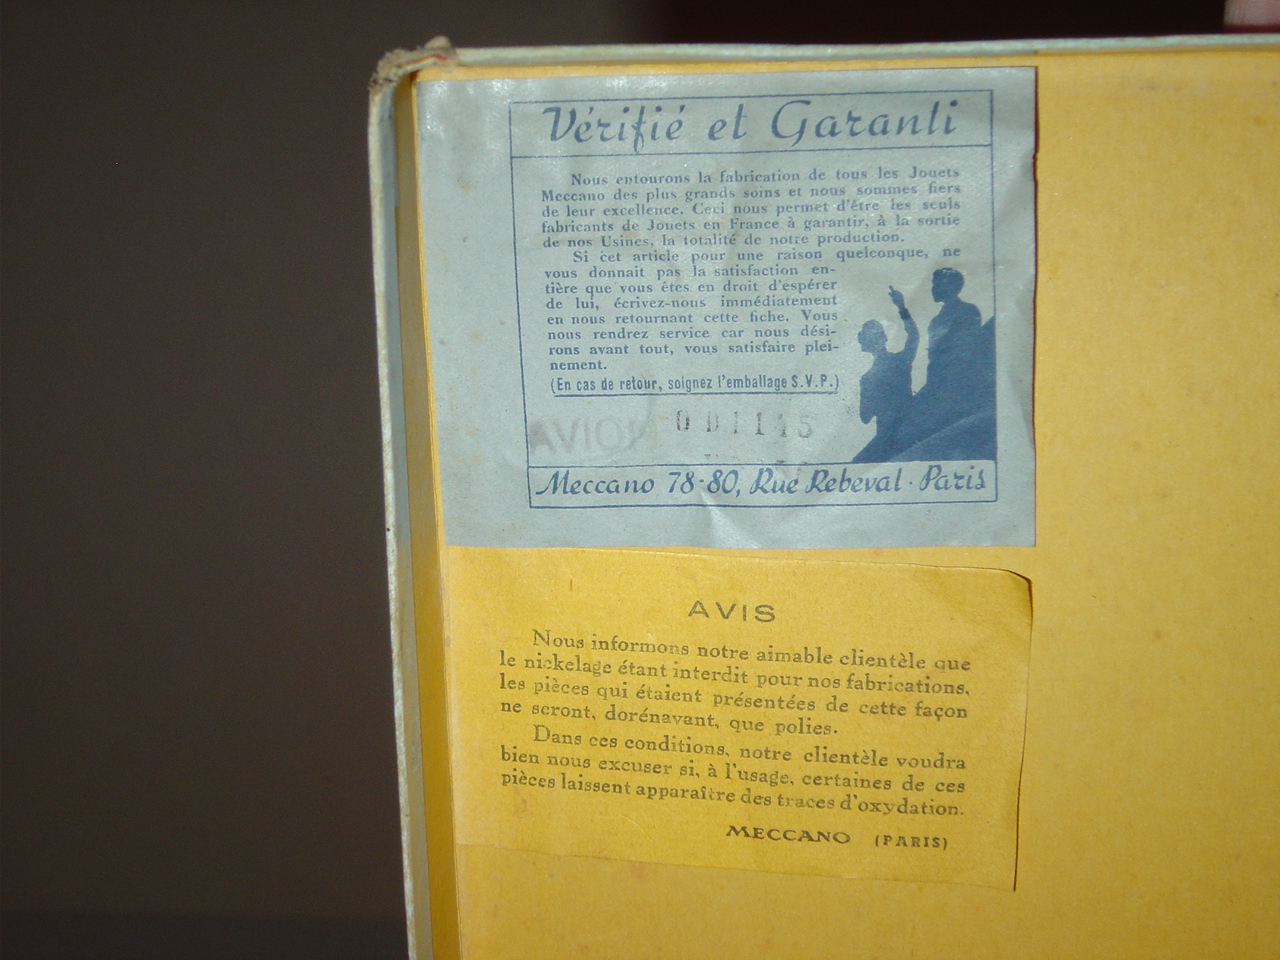 Vérifié et Garanti
Nous entourons la fabrication de tous les Jouets
Meccano des plus grands soins et nous sommes fiers
de leur excellence. Ceci nous permet d'être les seuls
fabricants de Jouets en France à garantir, à la sortie
de nos Usines, la totalité de notre production.
Si cet article pour une raison quelconque, ne
vous donnait pas la satisfaction en-
tière que vous êtes en droit d'espérer
de lui, écrivez-nous immédiatement
en nous retournant cette fiche. Vous
nous rendrez service car nous dési-
rons avant tout, vous satisfaire plei-
nement.
(En cas de retour, soignez l'emballage S.V.P.)
Meccano 78-80, Rue Rebeval · Paris
AVIS
Nous informons notre aimable clientèle que
le nickelage étant interdit pour nos fabrications,
les pièces qui étaient présentées de cette façon
ne seront, dorénavant, que polies.
Dans ces conditions, notre clientèle voudra
bien nous excuser si, à l'usage, certaines de ces
pièces laissent apparaître des traces d'oxydation.
MECCANO (PARIS)